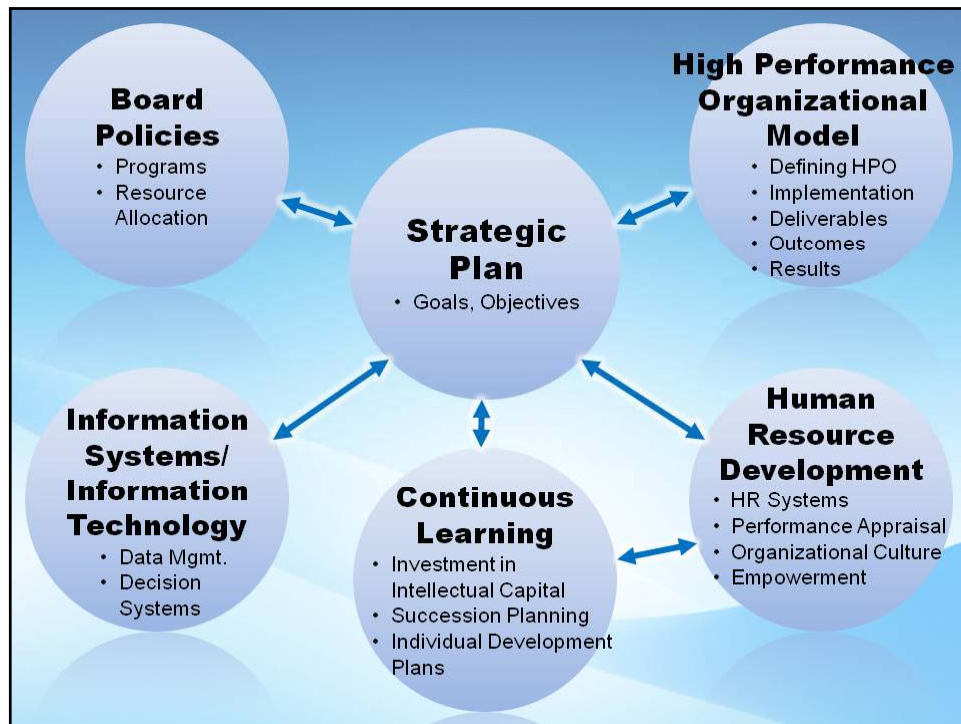 Board
Policies
• Programs
• Resource
Allocation
High Performance
Organizational
Model
• Defining HPO
• Implementation
• Deliverables
• Outcomes
• Results
Strategic
Plan
• Goals, Objectives
Information
Systems/
Information
Technology
• Data Mgmt.
• Decision
Systems
Continuous
Learning
• Investment in
Intellectual Capital
• Succession Planning
• Individual Development
Plans
Human
Resource
Development
• HR Systems
• Performance Appraisal
• Organizational Culture
• Empowerment